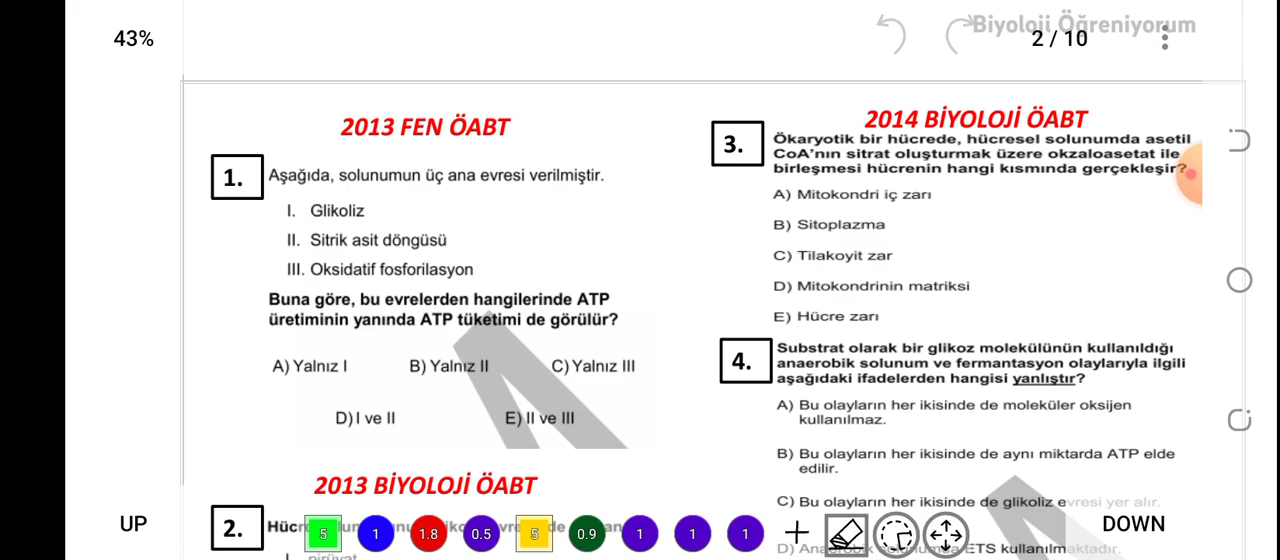 43%
Biyoloji Öğreniyorum
2 / 10
2013 FEN ÖABT
1.
Aşağıda, solunumun üç ana evresi verilmiştir.
I. Glikoliz
II. Sitrik asit döngüsü
III. Oksidatif fosforilasyon
Buna göre, bu evrelerden hangilerinde ATP
üretiminin yanında ATP tüketimi de görülür?
A) Yalnız I B) Yalnız II C) Yalnız III
D) I ve II E) II ve III
2013 BİYOLOJİ ÖABT
2.
2014 BİYOLOJİ ÖABT
3.
Ökaryotik bir hücrede, hücresel solunumda asetil
CoA'nın sitrat oluşturmak üzere okzaloasetat ile
birleşmesi hücrenin hangi kısmında gerçekleşir?
A) Mitokondri iç zarı
B) Sitoplazma
C) Tilakoyit zar
D) Mitokondrinin matriksi
E) Hücre zarı
4.
Substrat olarak bir glikoz molekülünün kullanıldığı
anaerobik solunum ve fermantasyon olaylarıyla ilgili
aşağıdaki ifadelerden hangisi yanlıştır?
A) Bu olayların her ikisinde de moleküler oksijen
kullanılmaz.
B) Bu olayların her ikisinde de aynı miktarda ATP elde
edilir.
C) Bu olayların her ikisinde de glikoliz evresi yer alır.
D) ETS kullanılmaktadır.
I. pirüvat
UP
5 1 1.8 0.5 5 0.9 1 1 1
DOWN